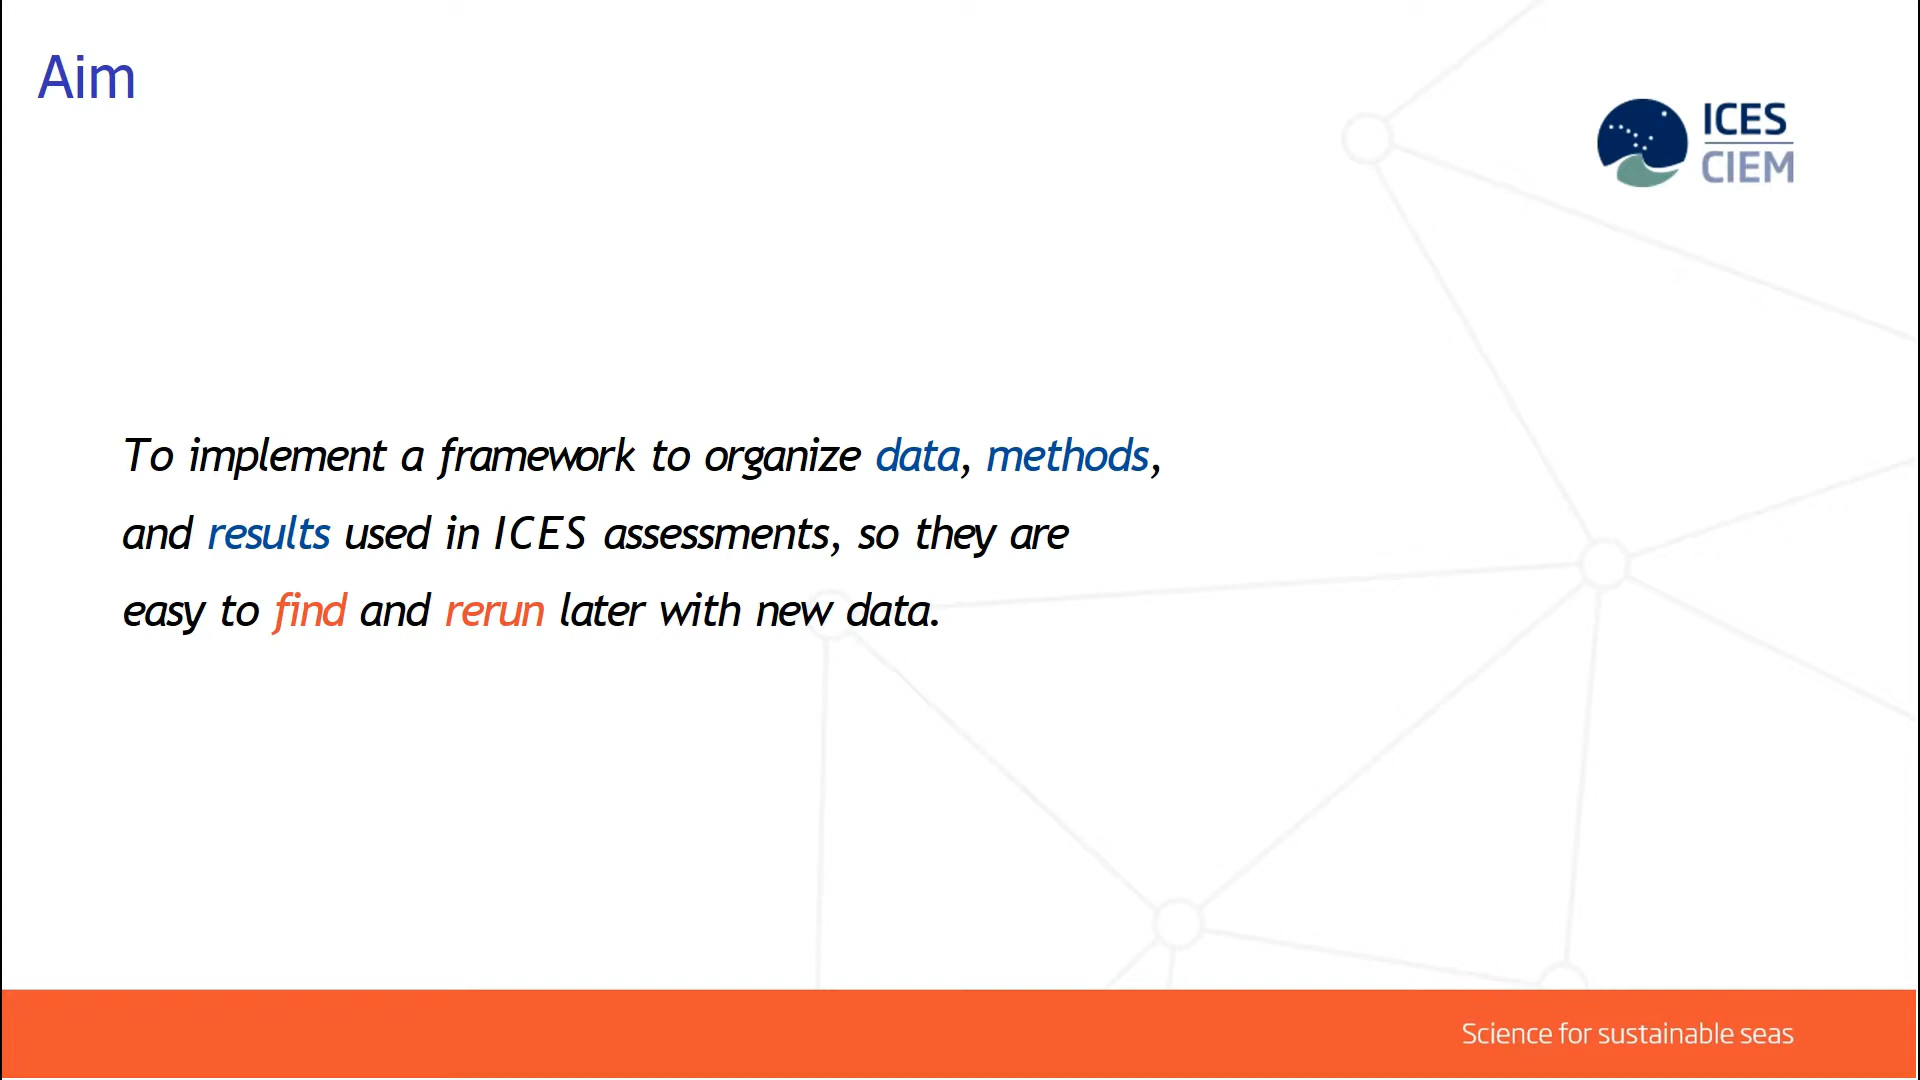 Aim
ICES
CIEM
To implement a framework to organize data, methods,
and results used in ICES assessments, so they are
easy to find and rerun later with new data.
Science for sustainable seas